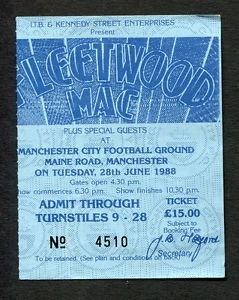 I.T.B. & KENNEDY STREET ENTERPRISES
Present
FLEETWOOD
MAC
PLUS SPECIAL GUESTS
AT
MANCHESTER CITY FOOTBALL GROUND
MAINE ROAD, MANCHESTER
ON TUESDAY, 28th JUNE 1988
Gates open 4.30 p.m.
Show commences 6.30 p.m. Show finishes 10.30 p.m.
ADMIT THROUGH
TURNSTILES 9 - 28
TICKET
£15.00
Subject to
Booking Fee
No 4510
Secretary
To be retained. (See plan and conditions on back)